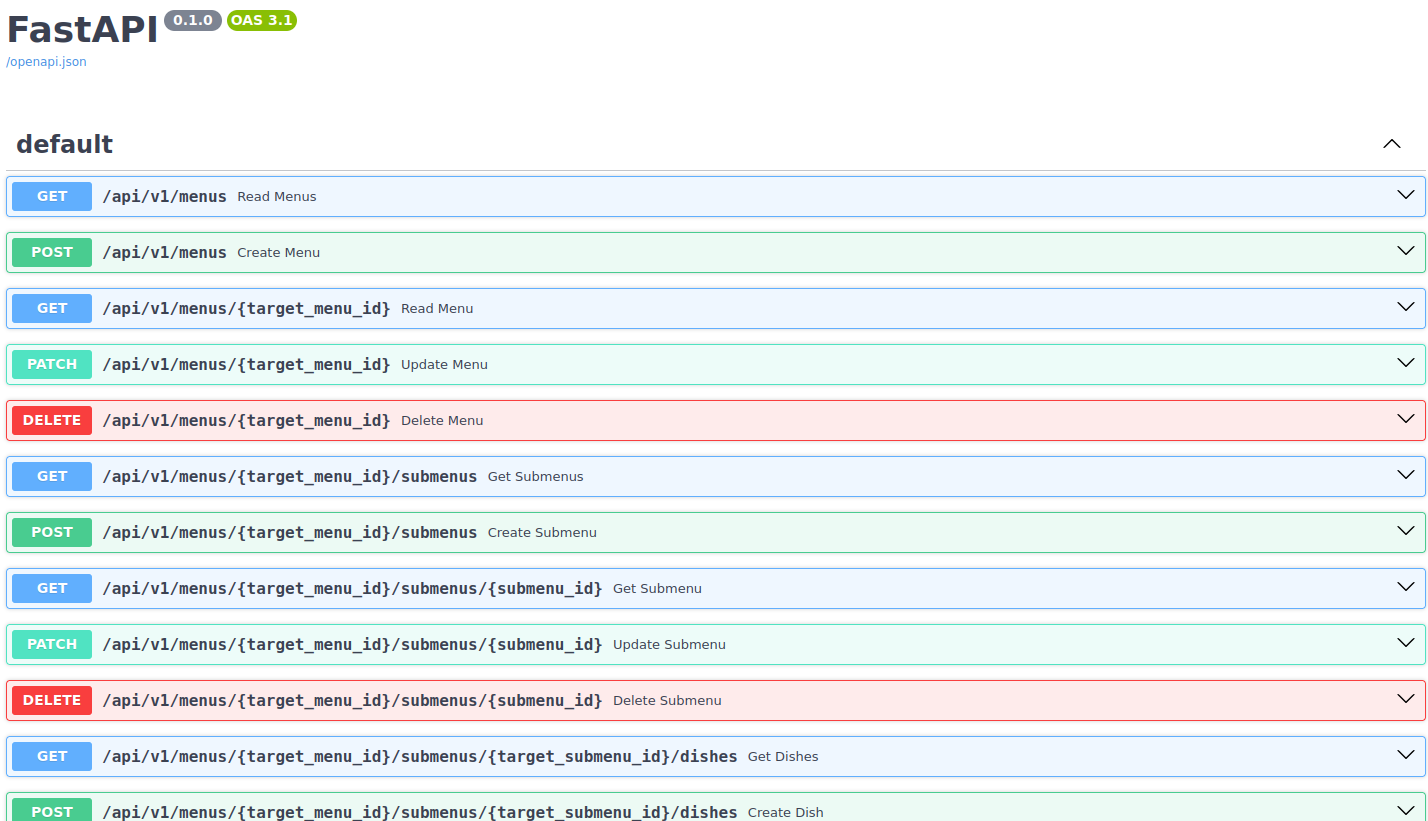 FastAPI 0.1.0 OAS 3.1
/openapi.json
default
GET /api/v1/menus Read Menus
POST /api/v1/menus Create Menu
GET /api/v1/menus/{target_menu_id} Read Menu
PATCH /api/v1/menus/{target_menu_id} Update Menu
DELETE /api/v1/menus/{target_menu_id} Delete Menu
GET /api/v1/menus/{target_menu_id}/submenus Get Submenus
POST /api/v1/menus/{target_menu_id}/submenus Create Submenu
GET /api/v1/menus/{target_menu_id}/submenus/{submenu_id} Get Submenu
PATCH /api/v1/menus/{target_menu_id}/submenus/{submenu_id} Update Submenu
DELETE /api/v1/menus/{target_menu_id}/submenus/{submenu_id} Delete Submenu
GET /api/v1/menus/{target_menu_id}/submenus/{target_submenu_id}/dishes Get Dishes
POST /api/v1/menus/{target_menu_id}/submenus/{target_submenu_id}/dishes Create Dish